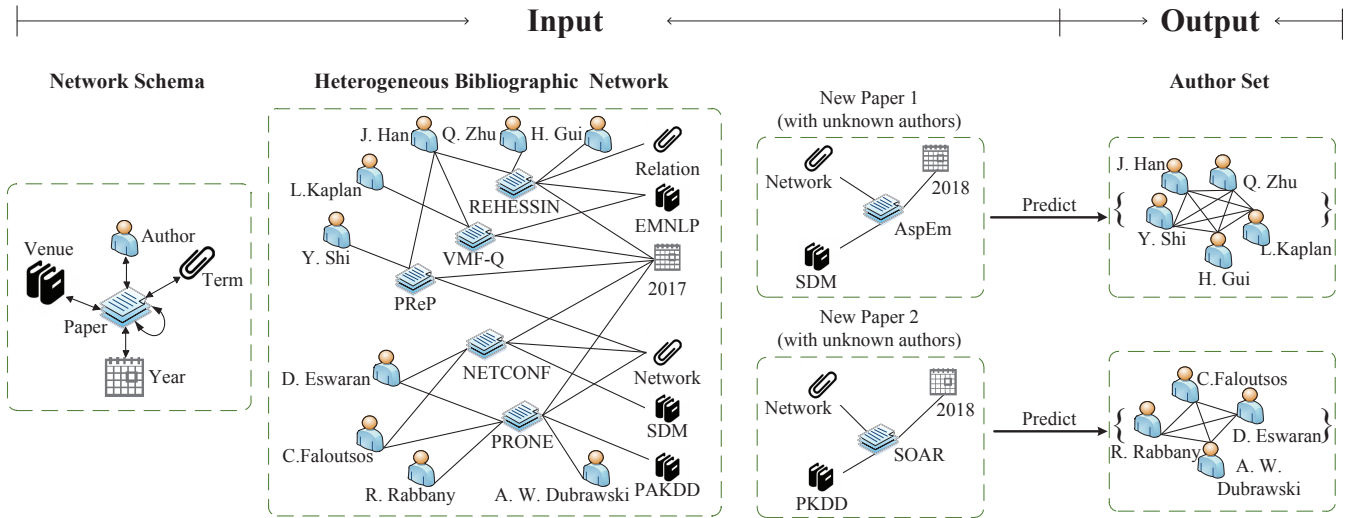 Input
Output
Network Schema
Heterogeneous Bibliographic Network
Author Set
New Paper 1
(with unknown authors)
New Paper 2
(with unknown authors)
Venue
Author
Term
Paper
Year
J. Han
Q. Zhu
H. Gui
L.Kaplan
Y. Shi
REHESSIN
VMF-Q
PReP
Relation
EMNLP
2017
D. Eswaran
NETCONF
Network
C.Faloutsos
PRONE
SDM
R. Rabbany
A. W. Dubrawski
PAKDD
Network
2018
AspEm
SDM
Predict
Network
2018
SOAR
PKDD
Predict
J. Han
Q. Zhu
{
}
Y. Shi
L.Kaplan
H. Gui
C.Faloutsos
{
}
D. Eswaran
R. Rabbany
A. W.
Dubrawski